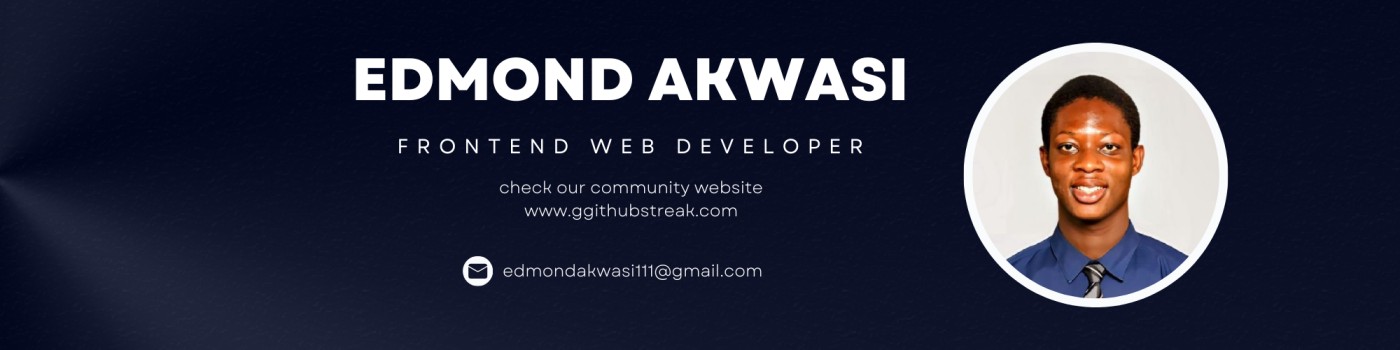 EDMOND AKWASI
FRONTEND WEB DEVELOPER
check our community website
www.ggithubstreak.com
edmondakwasi111@gmail.com